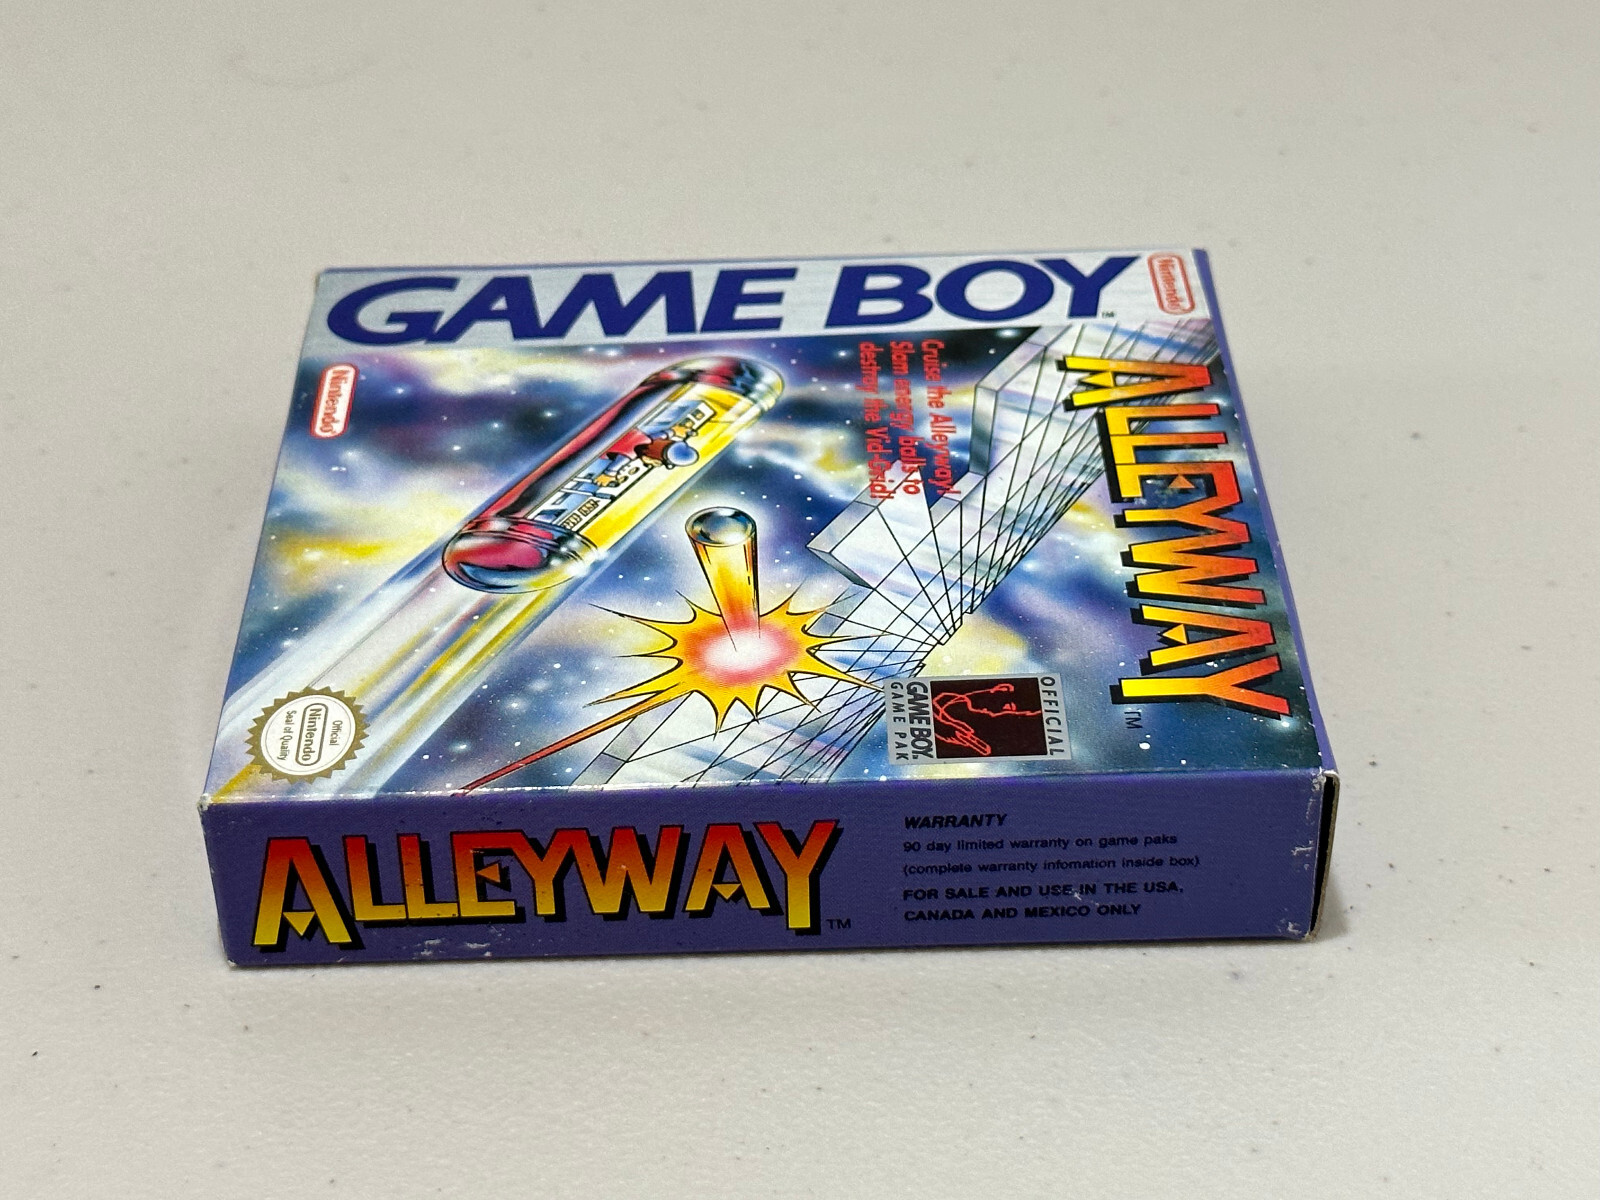 GAME BOY
TM
Nintendo
Nintendo
Cruise the Alleyway!
Slam energy balls to
destroy the Vid-Grid!
ALLEYWAY
TM
OFFICIAL
GAME BOY
GAME PAK
Official
Nintendo
Seal of Quality
ALLEYWAY
TM
WARRANTY
90 day limited warranty on game paks
(complete warranty infomation inside box)
FOR SALE AND USE IN THE USA,
CANADA AND MEXICO ONLY